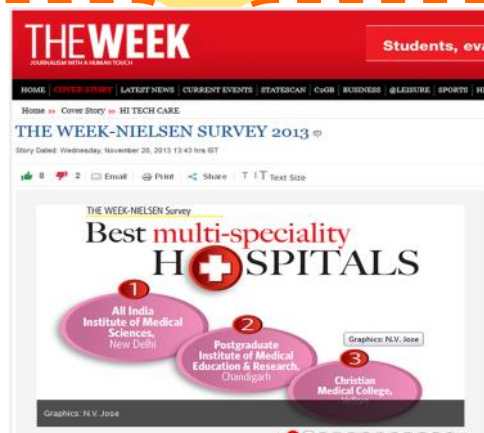 THE WEEK
JOURNALISM WITH A HUMAN TOUCH
Students, eva
HOME COVER STORY LATEST NEWS CURRENT EVENTS STATESCAN C2GB BUSINESS @LEISURE SPORTS
Home » Cover Story » HI TECH CARE
THE WEEK-NIELSEN SURVEY 2013
Story Dated: Wednesday, November 20, 2013 13:43 hrs IST
8 2 Email Print Share T T Text Size
THE WEEK-NIELSEN Survey
Best multi-speciality
HOSPITALS
1
All India
Institute of Medical
Sciences,
New Delhi
2
Postgraduate
Institute of Medical
Education & Research,
Chandigarh
Graphics: N.V. Jose
3
Christian
Medical College,
Vellore
Graphics: N.V. Jose